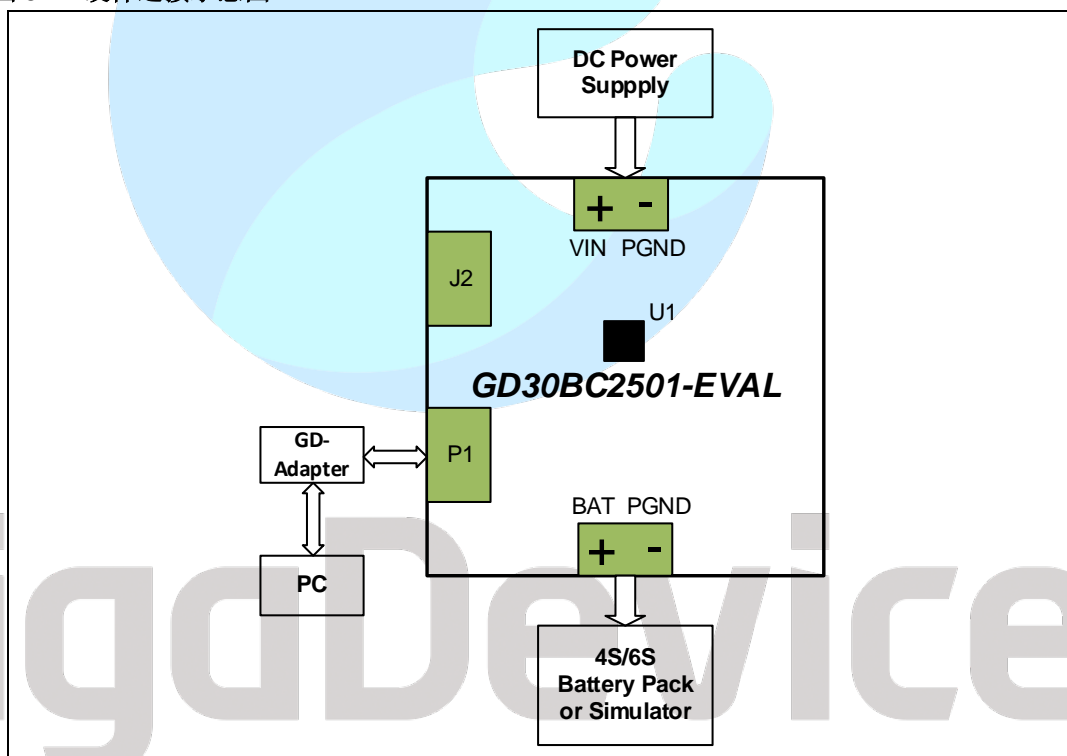 DC Power
Suppply
+ -
VIN PGND
J2
U1
GD30BC2501-EVAL
GD-
Adapter
P1
BAT PGND
+ -
PC
4S/6S
Battery Pack
or Simulator
igaDevice